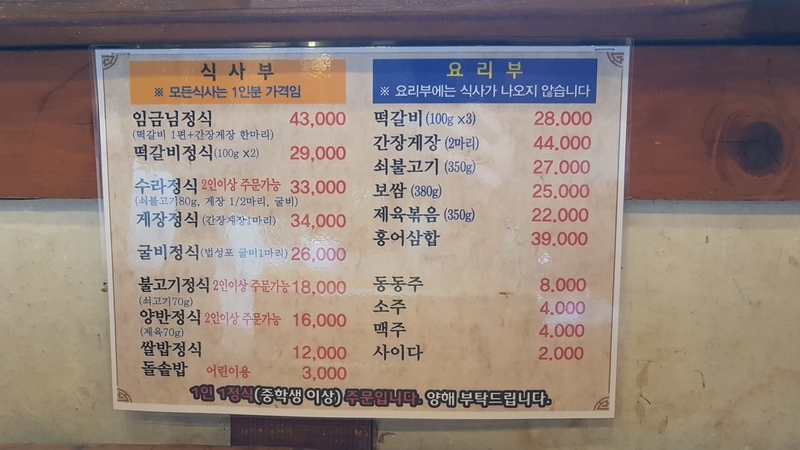 식사부
※ 모든식사는 1인분 가격임
임금님정식 43,000
(떡갈비 1편+간장게장 한마리)
떡갈비정식(100g ×2) 29,000
수라정식 2인이상 주문가능 33,000
(쇠불고기80g, 게장 1/2마리, 굴비)
게장정식 (간장게장1마리) 34,000
굴비정식(법성포 굴비1마리) 26,000
불고기정식 2인이상 주문가능 18,000
(쇠고기70g)
양반정식 2인이상 주문가능 16,000
(제육70g)
쌀밥정식 12,000
돌솥밥 어린이용 3,000
요리부
※ 요리부에는 식사가 나오지 않습니다
떡갈비 (100g ×3) 28.000
간장게장 (2마리) 44.000
쇠불고기 (350g) 27.000
보쌈 (380g) 25.000
제육볶음 (350g) 22.000
홍어삼합 39.000
동동주 8.000
소주 4.000
맥주 4.000
사이다 2.000
1인 1정식(중학생 이상) 주문입니다. 양해 부탁드립니다.